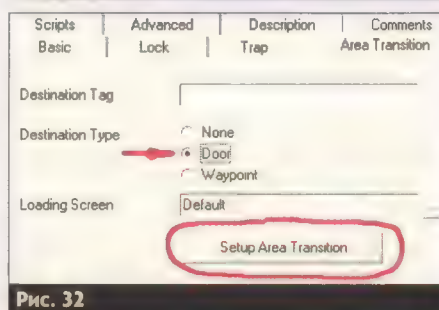 Scripts Advanced Description Comments
Basic Lock Trap Area Transition
Destination Tag
Destination Type None
Door
Waypoint
Loading Screen Default
Setup Area Transition
Рис. 32